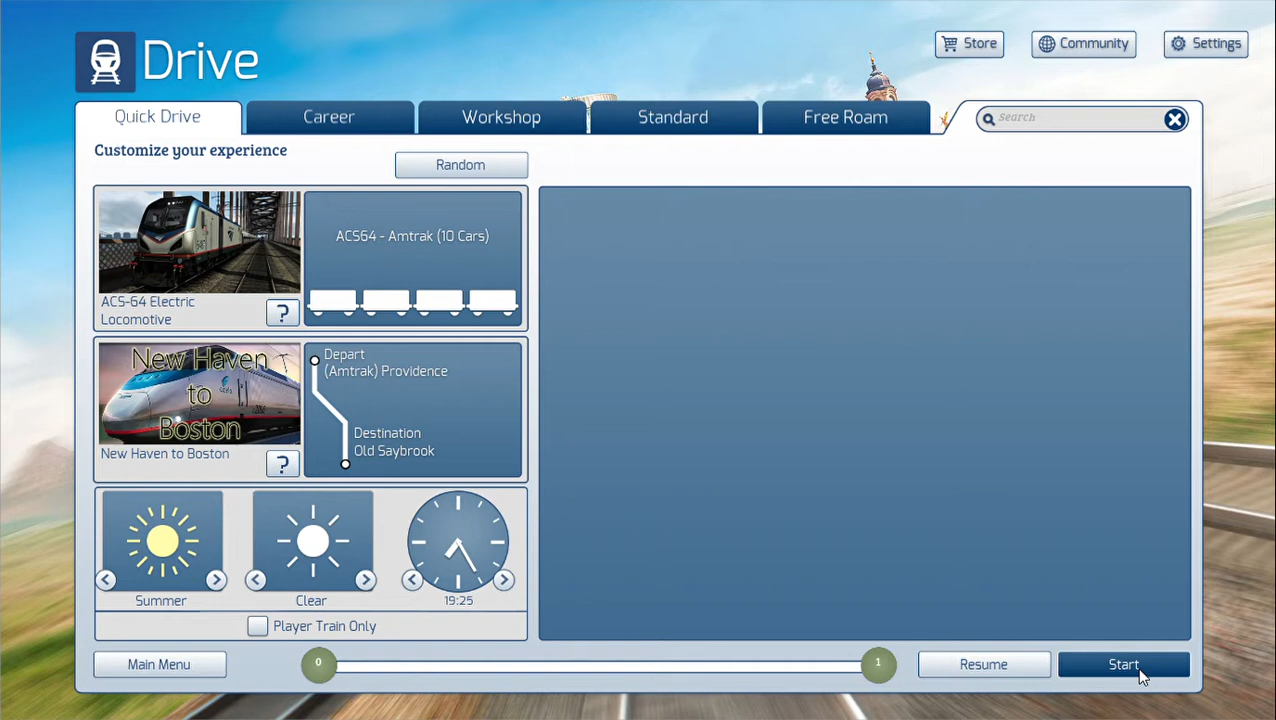 Drive
Store
Community
Settings
Quick Drive
Career
Workshop
Standard
Free Roam
Search
Customize your experience
Random
ACS64 - Amtrak (10 Cars)
ACS-64 Electric
Locomotive
?
New Haven
to
Boston
New Haven to Boston
?
Depart
(Amtrak) Providence
Destination
Old Saybrook
Summer
Clear
19:25
Player Train Only
Main Menu
0
1
Resume
Start